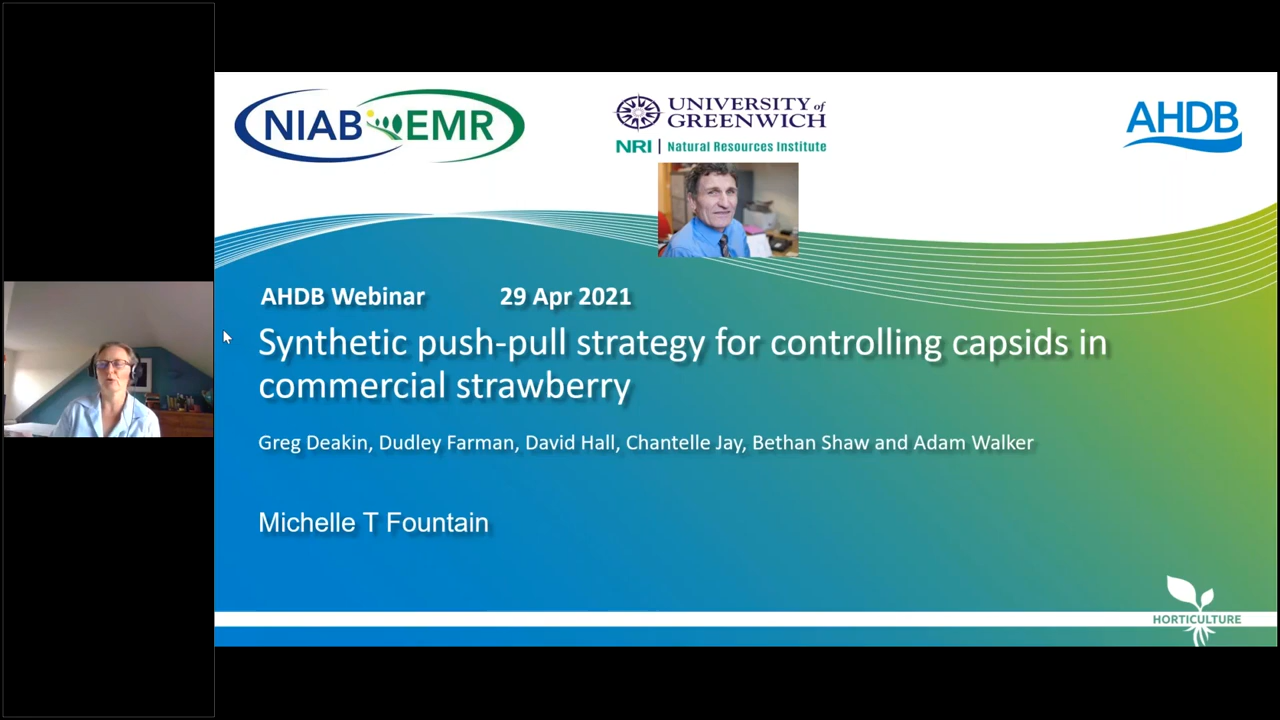 NIAB EMR
UNIVERSITY of
GREENWICH
NRI | Natural Resources Institute
AHDB
AHDB Webinar 29 Apr 2021
Synthetic push-pull strategy for controlling capsids in
commercial strawberry
Greg Deakin, Dudley Farman, David Hall, Chantelle Jay, Bethan Shaw and Adam Walker
Michelle T Fountain
HORTICULTURE